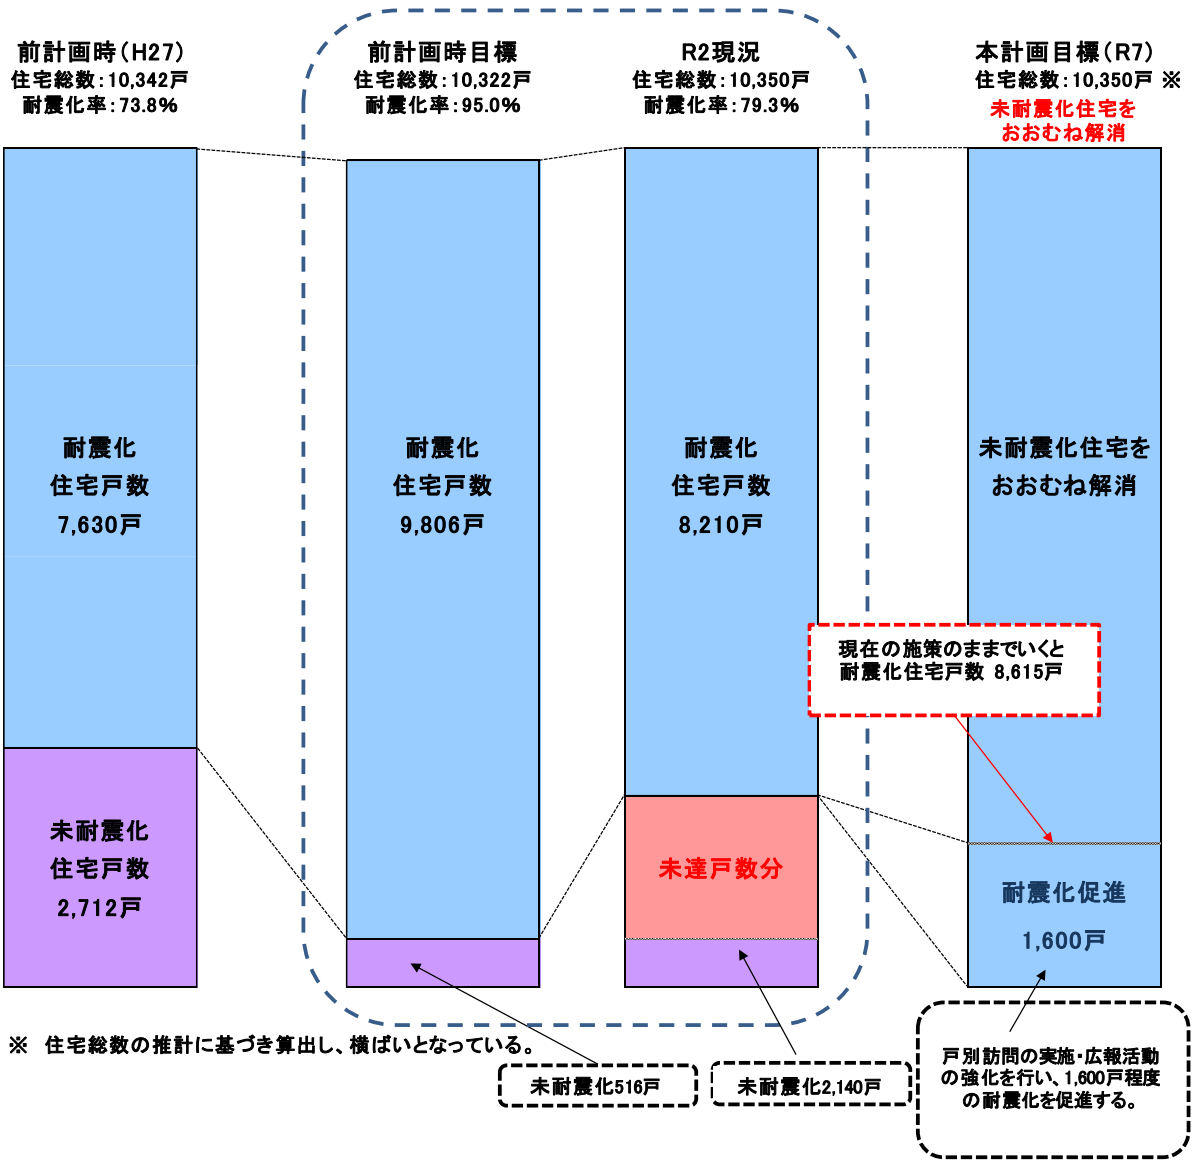 前計画時（H27）
住宅総数：10,342戸
耐震化率：73.8%
前計画時目標
住宅総数：10,322戸
耐震化率：95.0%
R2現況
住宅総数：10,350戸
耐震化率：79.3%
本計画目標（R7）
住宅総数：10,350戸 ※
未耐震化住宅を
おおむね解消
耐震化
住宅戸数
7,630戸
耐震化
住宅戸数
9,806戸
耐震化
住宅戸数
8,210戸
未耐震化住宅を
おおむね解消
現在の施策のままでいくと
耐震化住宅戸数 8,615戸
未耐震化
住宅戸数
2,712戸
未達戸数分
耐震化促進
1,600戸
※ 住宅総数の推計に基づき算出し、横ばいとなっている。
未耐震化516戸
未耐震化2,140戸
戸別訪問の実施・広報活動
の強化を行い、1,600戸程度
の耐震化を促進する。